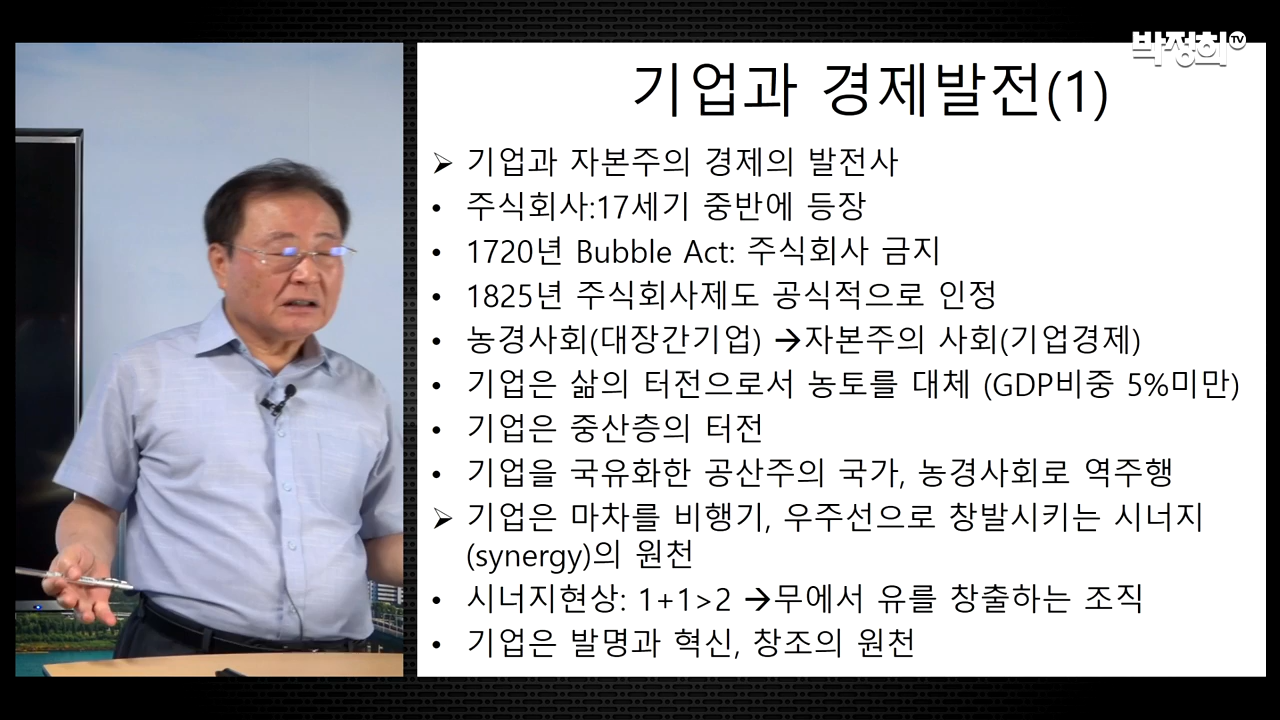 박정희TV
기업과 경제발전(1)
➢ 기업과 자본주의 경제의 발전사
• 주식회사:17세기 중반에 등장
• 1720년 Bubble Act: 주식회사 금지
• 1825년 주식회사제도 공식적으로 인정
• 농경사회(대장간기업) →자본주의 사회(기업경제)
• 기업은 삶의 터전으로서 농토를 대체 (GDP비중 5%미만)
• 기업은 중산층의 터전
• 기업을 국유화한 공산주의 국가, 농경사회로 역주행
➢ 기업은 마차를 비행기, 우주선으로 창발시키는 시너지
(synergy)의 원천
• 시너지현상: 1+1>2 →무에서 유를 창출하는 조직
• 기업은 발명과 혁신, 창조의 원천